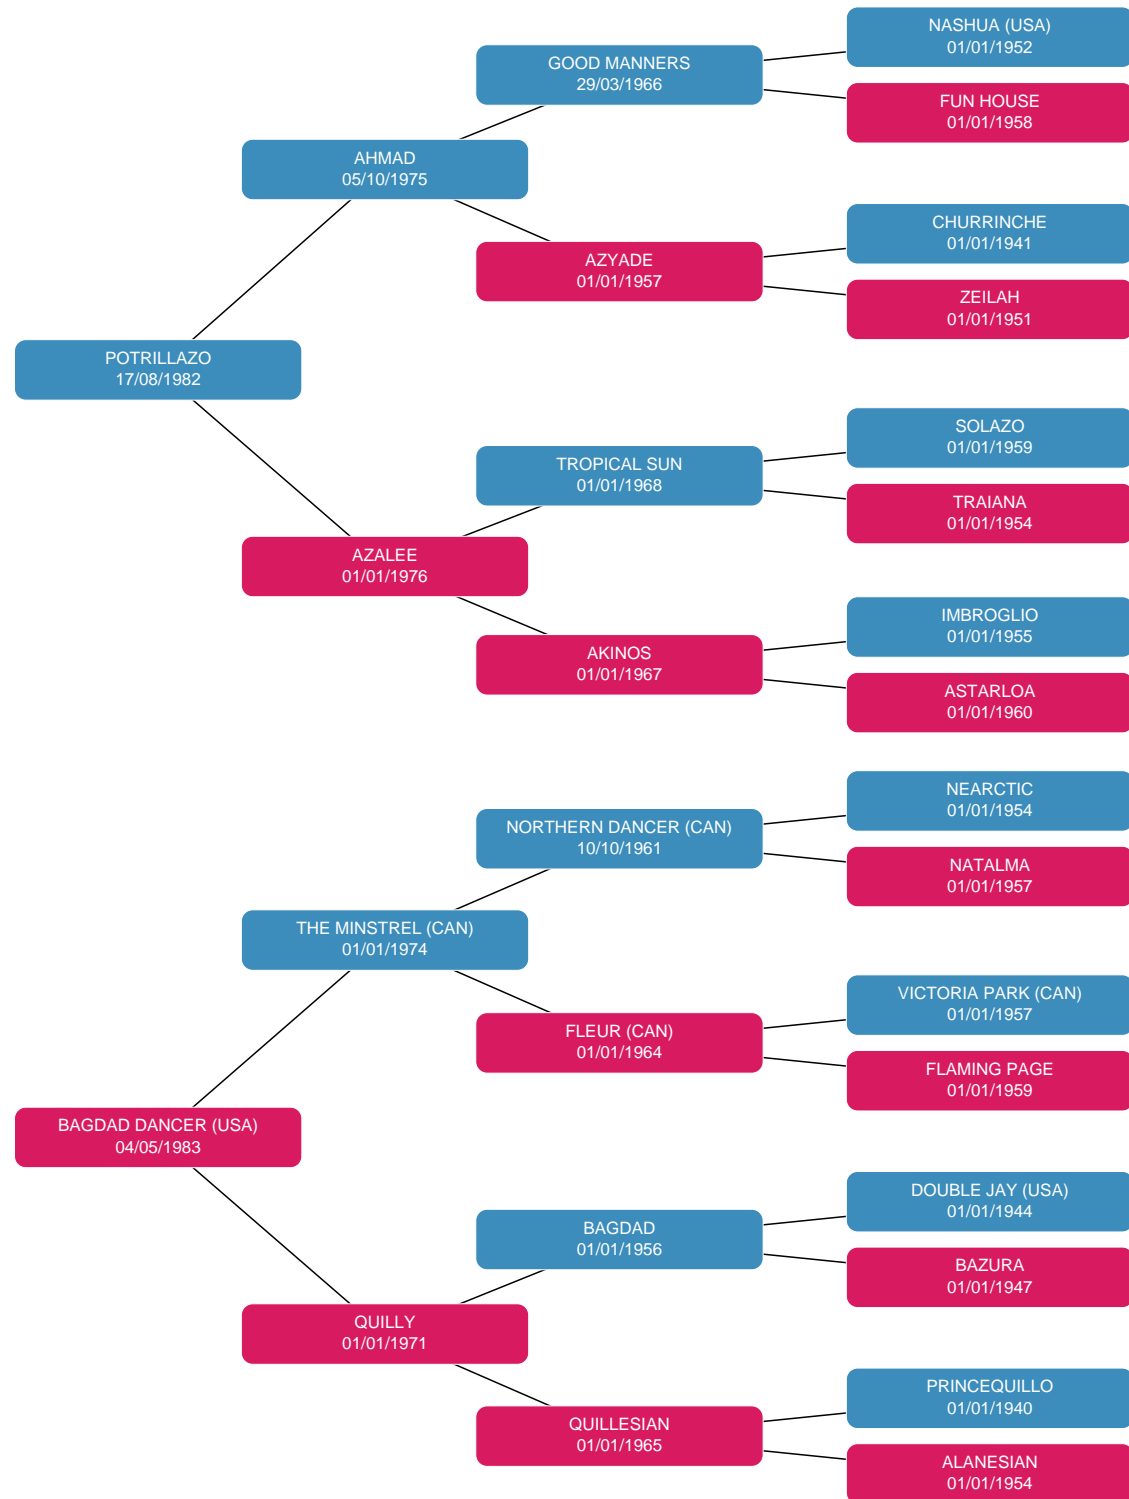 NASHUA (USA)
01/01/1952
GOOD MANNERS
29/03/1966
FUN HOUSE
01/01/1958
AHMAD
05/10/1975
CHURRINCHE
01/01/1941
AZYADE
01/01/1957
ZEILAH
01/01/1951
POTRILLAZO
17/08/1982
SOLAZO
01/01/1959
TROPICAL SUN
01/01/1968
TRAIANA
01/01/1954
AZALEE
01/01/1976
IMBROGLIO
01/01/1955
AKINOS
01/01/1967
ASTARLOA
01/01/1960
NEARCTIC
01/01/1954
NORTHERN DANCER (CAN)
10/10/1961
NATALMA
01/01/1957
THE MINSTREL (CAN)
01/01/1974
VICTORIA PARK (CAN)
01/01/1957
FLEUR (CAN)
01/01/1964
FLAMING PAGE
01/01/1959
BAGDAD DANCER (USA)
04/05/1983
DOUBLE JAY (USA)
01/01/1944
BAGDAD
01/01/1956
BAZURA
01/01/1947
QUILLY
01/01/1971
PRINCEQUILLO
01/01/1940
QUILLESIAN
01/01/1965
ALANESIAN
01/01/1954